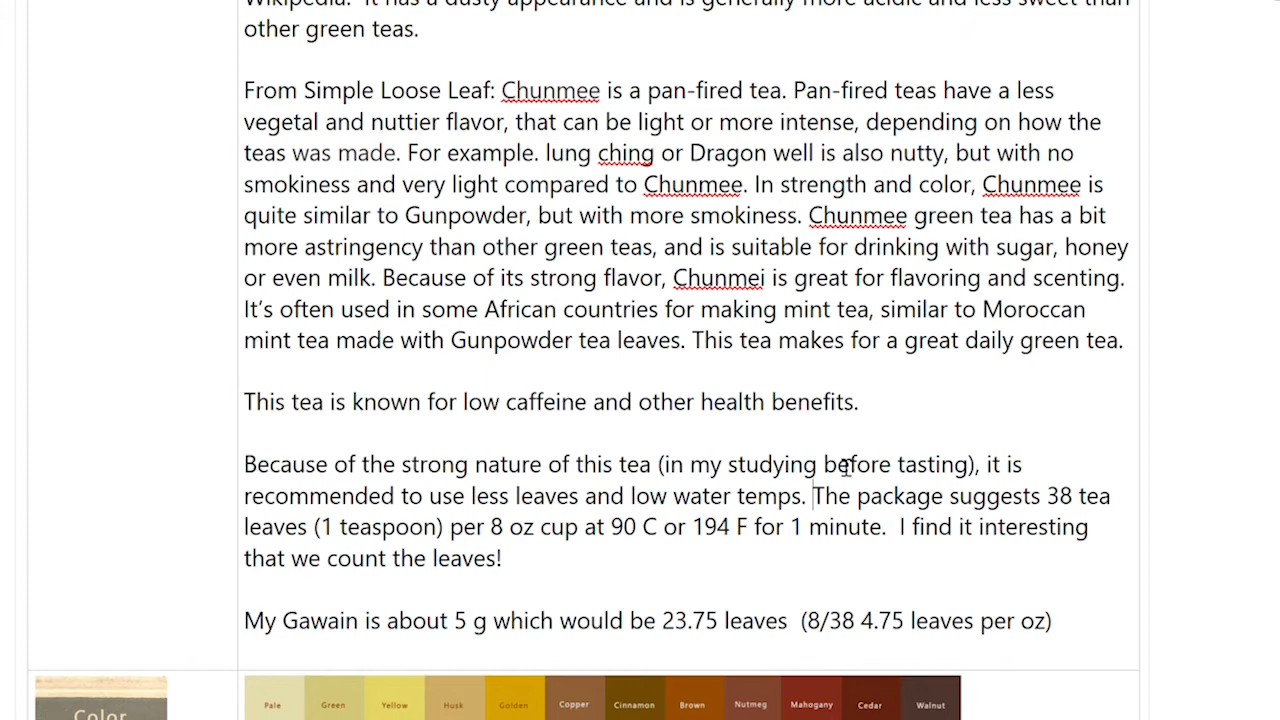 Wikipedia: It has a dusty appearance and is generally more acidic and less sweet than
other green teas.
From Simple Loose Leaf: Chunmee is a pan-fired tea. Pan-fired teas have a less
vegetal and nuttier flavor, that can be light or more intense, depending on how the
teas was made. For example. lung ching or Dragon well is also nutty, but with no
smokiness and very light compared to Chunmee. In strength and color, Chunmee is
quite similar to Gunpowder, but with more smokiness. Chunmee green tea has a bit
more astringency than other green teas, and is suitable for drinking with sugar, honey
or even milk. Because of its strong flavor, Chunmei is great for flavoring and scenting.
It’s often used in some African countries for making mint tea, similar to Moroccan
mint tea made with Gunpowder tea leaves. This tea makes for a great daily green tea.
This tea is known for low caffeine and other health benefits.
Because of the strong nature of this tea (in my studying before tasting), it is
recommended to use less leaves and low water temps. The package suggests 38 tea
leaves (1 teaspoon) per 8 oz cup at 90 C or 194 F for 1 minute.  I find it interesting
that we count the leaves!
My Gawain is about 5 g which would be 23.75 leaves  (8/38 4.75 leaves per oz)
Color
Pale Green Yellow Husk Golden Copper Cinnamon Brown Nutmeg Mahogany Cedar Walnut